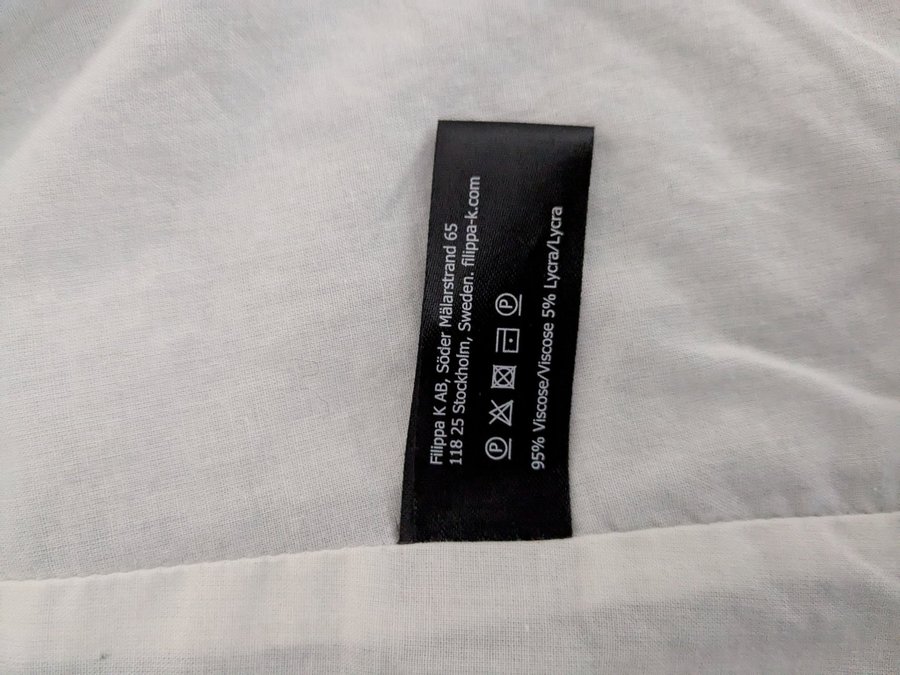 Filippa K AB, Söder Mälarstrand 65
118 25 Stockholm, Sweden. filippa-k.com
P P
95% Viscose/Viscose 5% Lycra/Lycra